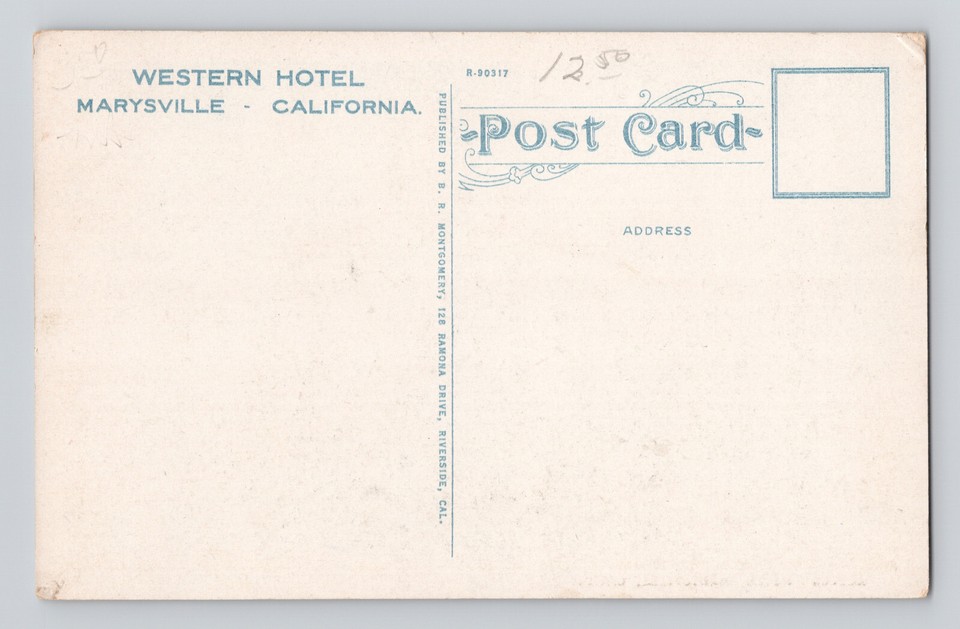 WESTERN HOTEL
MARYSVILLE - CALIFORNIA.
PUBLISHED BY B. R. MONTGOMERY, 126 RAMONA DRIVE, RIVERSIDE, CAL.
R-90317
12.50
Post Card
ADDRESS